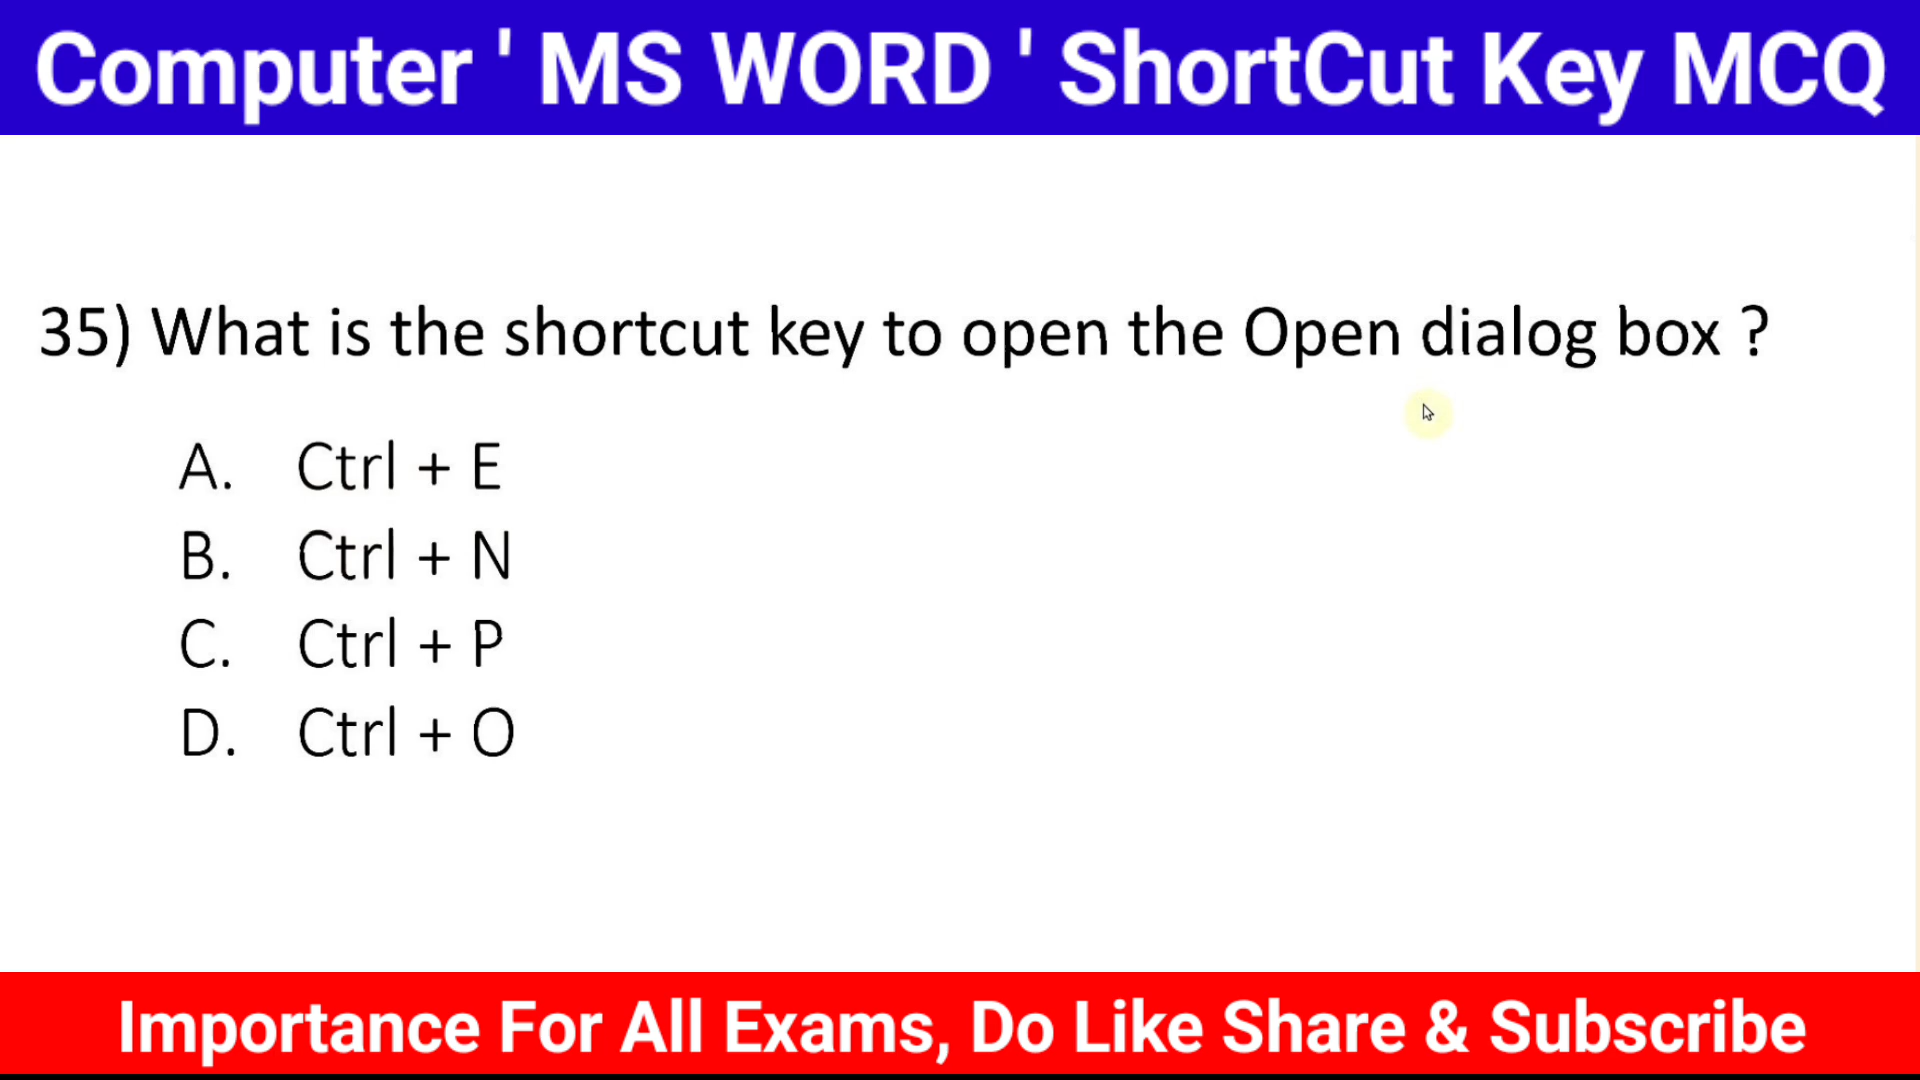 Computer ' MS WORD ' ShortCut Key MCQ
35) What is the shortcut key to open the Open dialog box ?
A. Ctrl + E
B. Ctrl + N
C. Ctrl + P
D. Ctrl + O
Importance For All Exams, Do Like Share & Subscribe